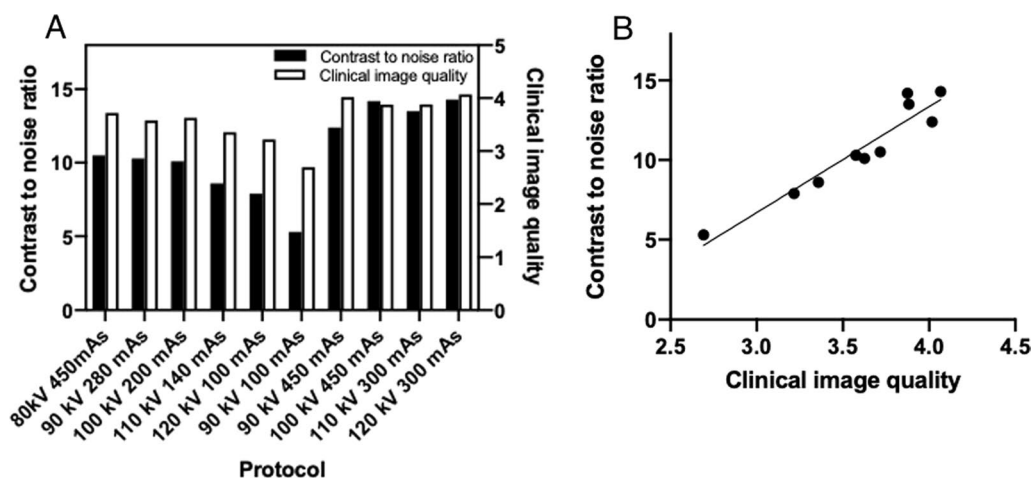 A
Contrast to noise ratio
Clinical image quality
Contrast to noise ratio
15
10
5
0
5
4
3
2
1
0
Clinical image quality
80kV 450mAs
90 kV 280 mAs
100 kV 200 mAs
110 kV 140 mAs
120 kV 100 mAs
90 kV 100 mAs
90 kV 450 mAs
100 kV 450 mAs
110 kV 300 mAs
120 kV 300 mAs
Protocol
B
Contrast to noise ratio
15
10
5
0
2.5 3.0 3.5 4.0 4.5
Clinical image quality